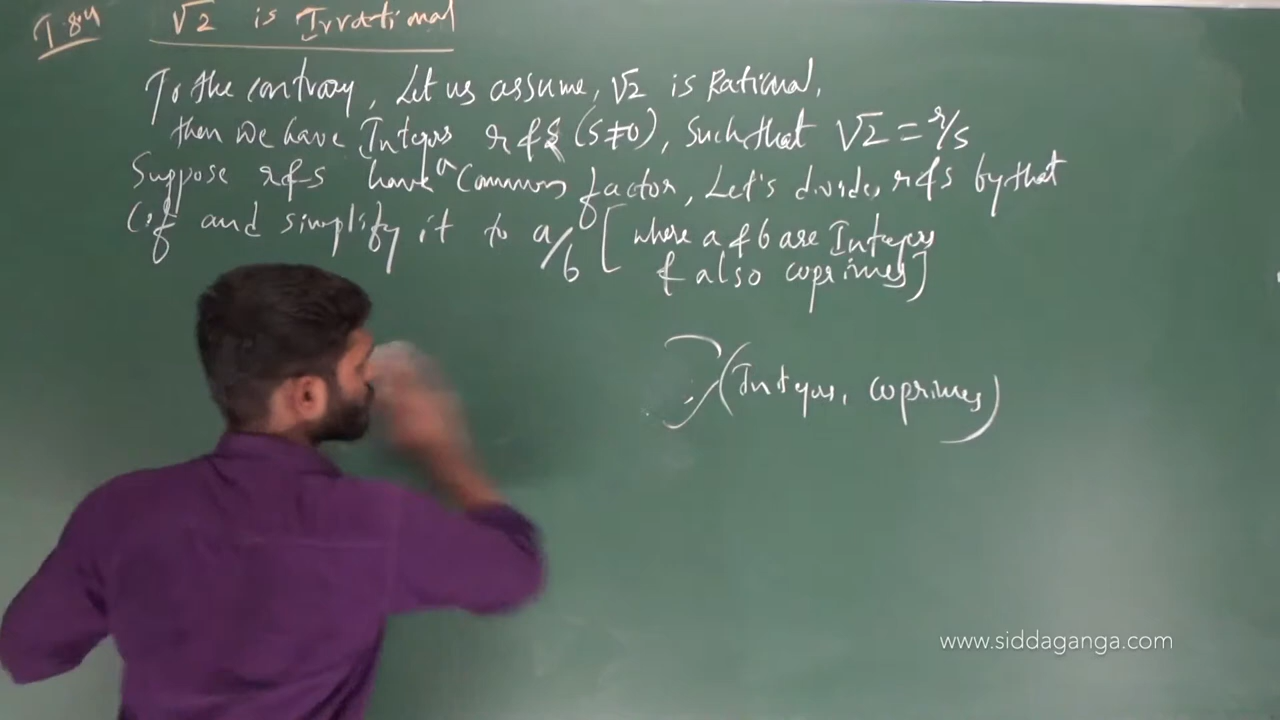 T 8.4 √2 is Irrational
To the contrary, Let us assume, √2 is Rational,
then we have Integers r & s (s≠0), Such that √2 = r/s
Suppose r & s have a Common factor, Let's divide, r & s by that
C.f and simplify it to a/b [where a & b are Integers
& also coprimes]
(Integers, coprimes)
www.siddaganga.com